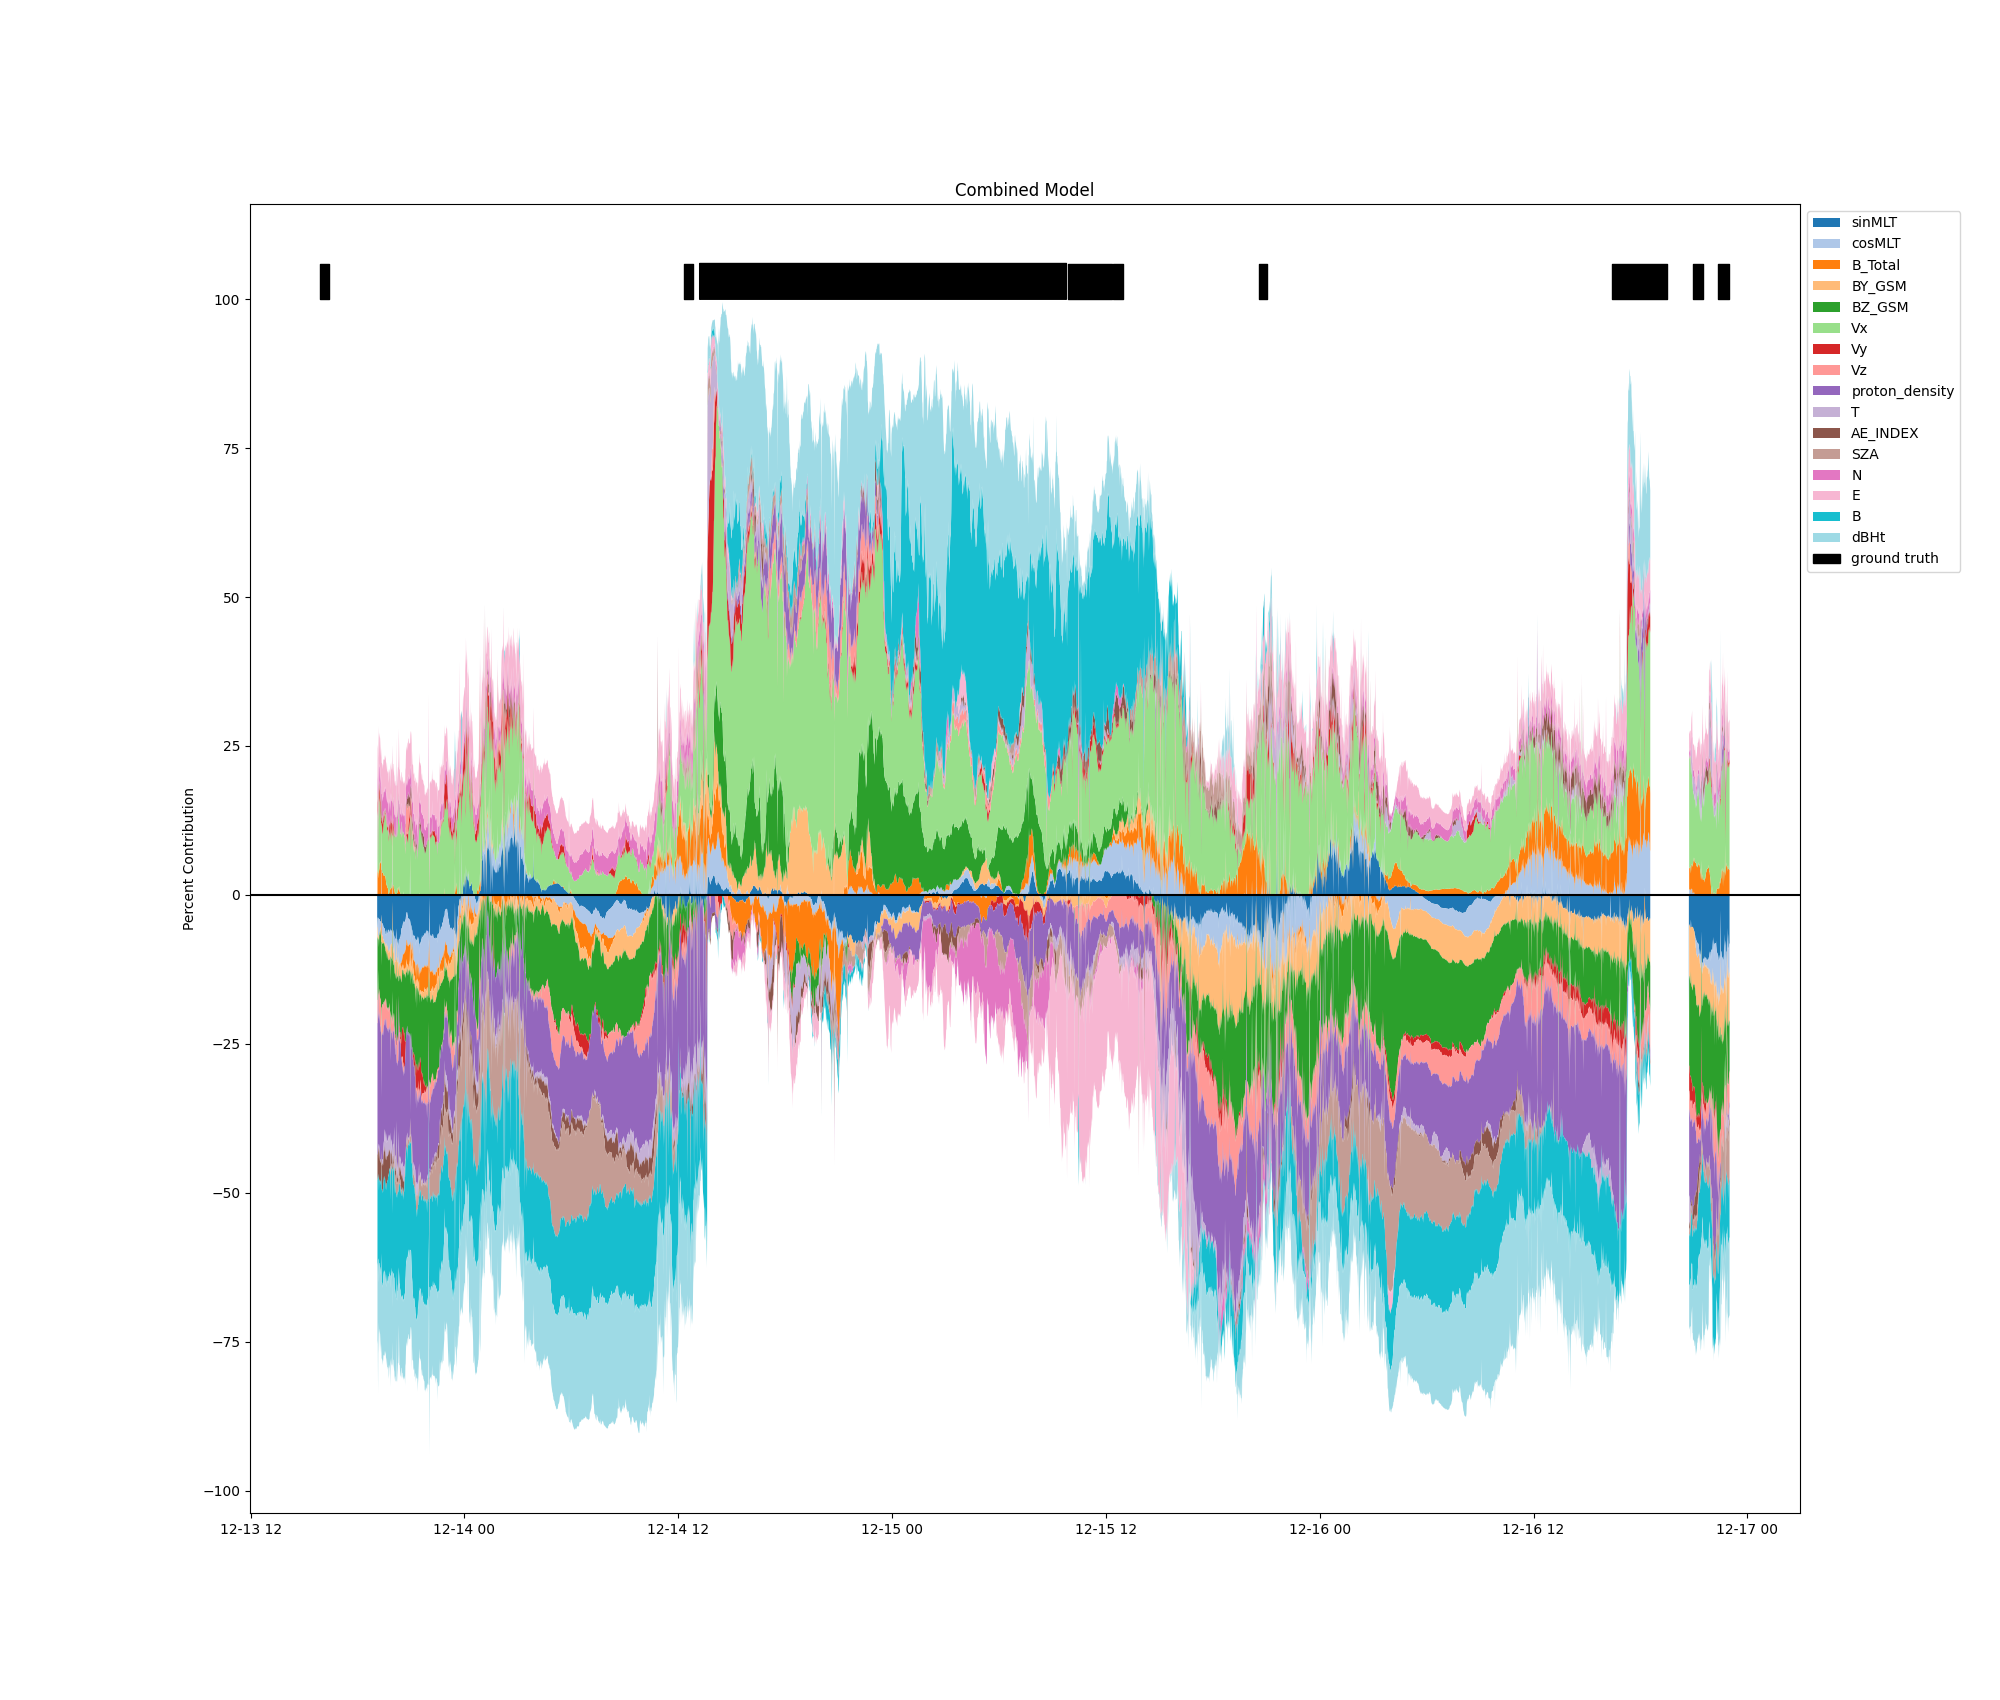 Combined Model
sinMLT
cosMLT
B_Total
BY_GSM
BZ_GSM
Vx
Vy
Vz
proton_density
T
AE_INDEX
SZA
N
E
B
dBHt
ground truth
Percent Contribution
100
75
50
25
0
−25
−50
−75
−100
12-13 12
12-14 00
12-14 12
12-15 00
12-15 12
12-16 00
12-16 12
12-17 00